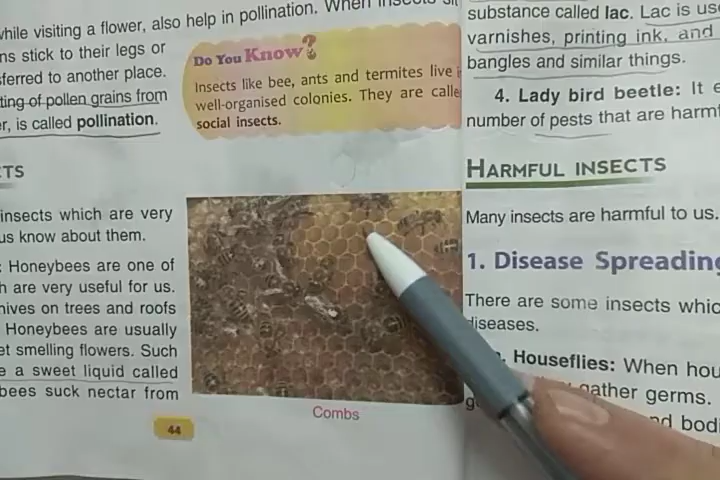 while visiting a flower, also help in pollination. When insects sit
ns stick to their legs or
sferred to another place.
ting of pollen grains from
er, is called pollination.
Do You Know?
Insects like bee, ants and termites live
well-organised colonies. They are calle
social insects.
CTS
insects which are very
us know about them.
: Honeybees are one of
h are very useful for us.
hives on trees and roofs
Honeybees are usually
et smelling flowers. Such
e a sweet liquid called
bees suck nectar from
Combs
44
substance called lac. Lac is us
varnishes, printing ink, and
bangles and similar things.
4. Lady bird beetle: It
number of pests that are harm
HARMFUL INSECTS
Many insects are harmful to us.
1. Disease Spreading
There are some insects whic
diseases.
Houseflies: When hou
gather germs.
nd bodi